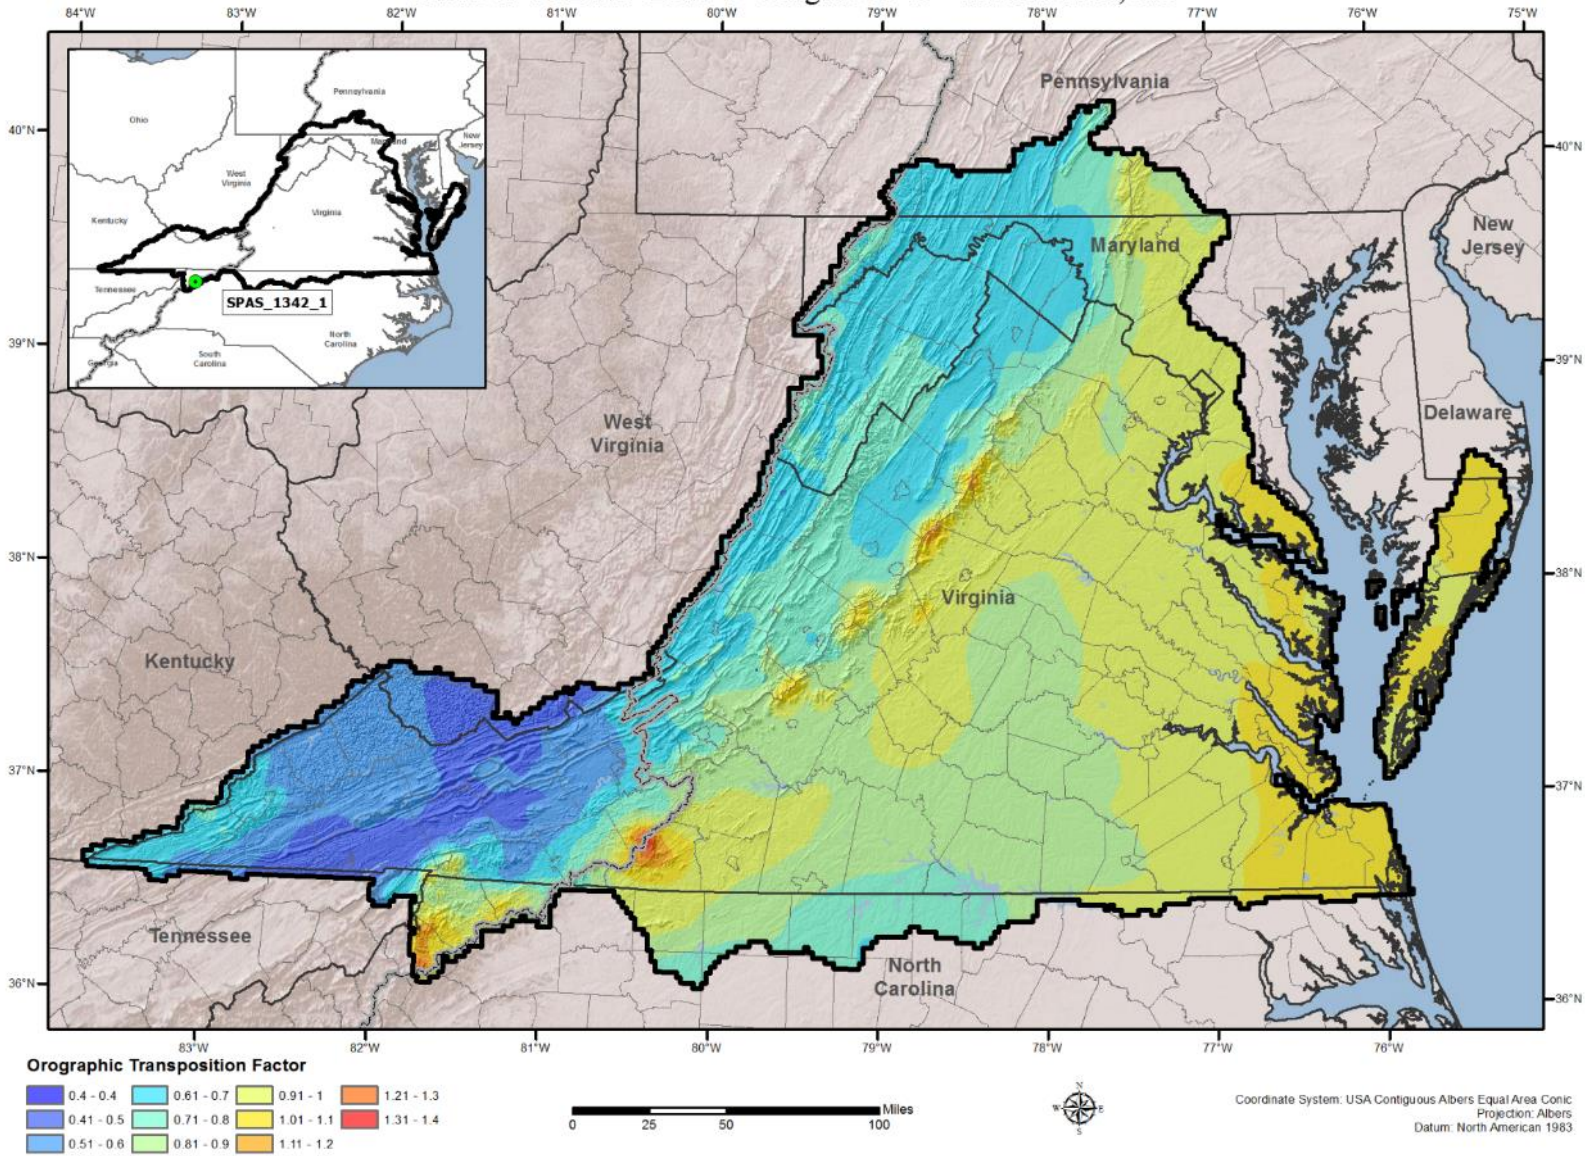 84°W 83°W 82°W 81°W 80°W 79°W 78°W 77°W 76°W 75°W
Pennsylvania
Ohio
New
Jersey
West
Virginia
Kentucky
Virginia
Tennessee
SPAS_1342_1
North
Carolina
South
Carolina
Georgia
Pennsylvania
40°N
40°N
Maryland
New
Jersey
39°N
39°N
West
Virginia
Delaware
38°N
38°N
Virginia
Kentucky
37°N
37°N
Tennessee
North
Carolina
36°N
36°N
83°W 82°W 81°W 80°W 79°W 78°W 77°W 76°W
Orographic Transposition Factor
0.4 - 0.4 0.61 - 0.7 0.91 - 1 1.21 - 1.3
0.41 - 0.5 0.71 - 0.8 1.01 - 1.1 1.31 - 1.4
0.51 - 0.6 0.81 - 0.9 1.11 - 1.2
Miles
0 25 50 100
N
W E
S
Coordinate System: USA Contiguous Albers Equal Area Conic
Projection: Albers
Datum: North American 1983